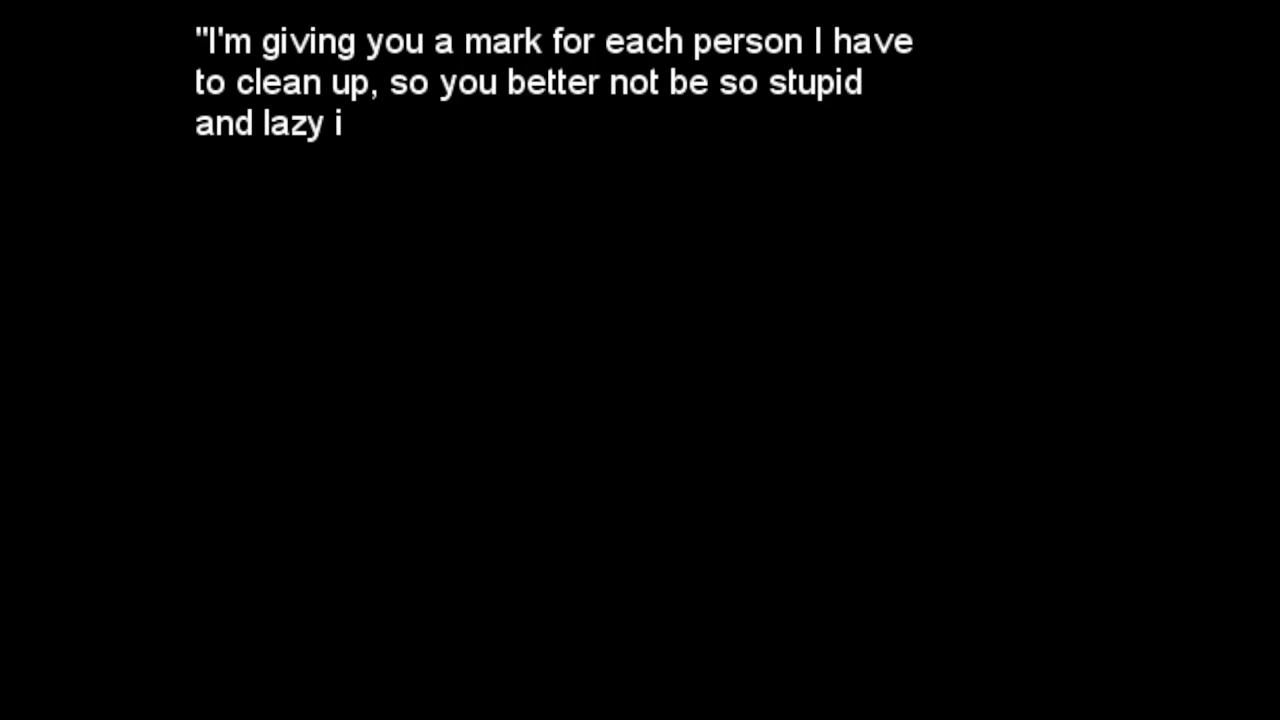 "I'm giving you a mark for each person I have
to clean up, so you better not be so stupid
and lazy i